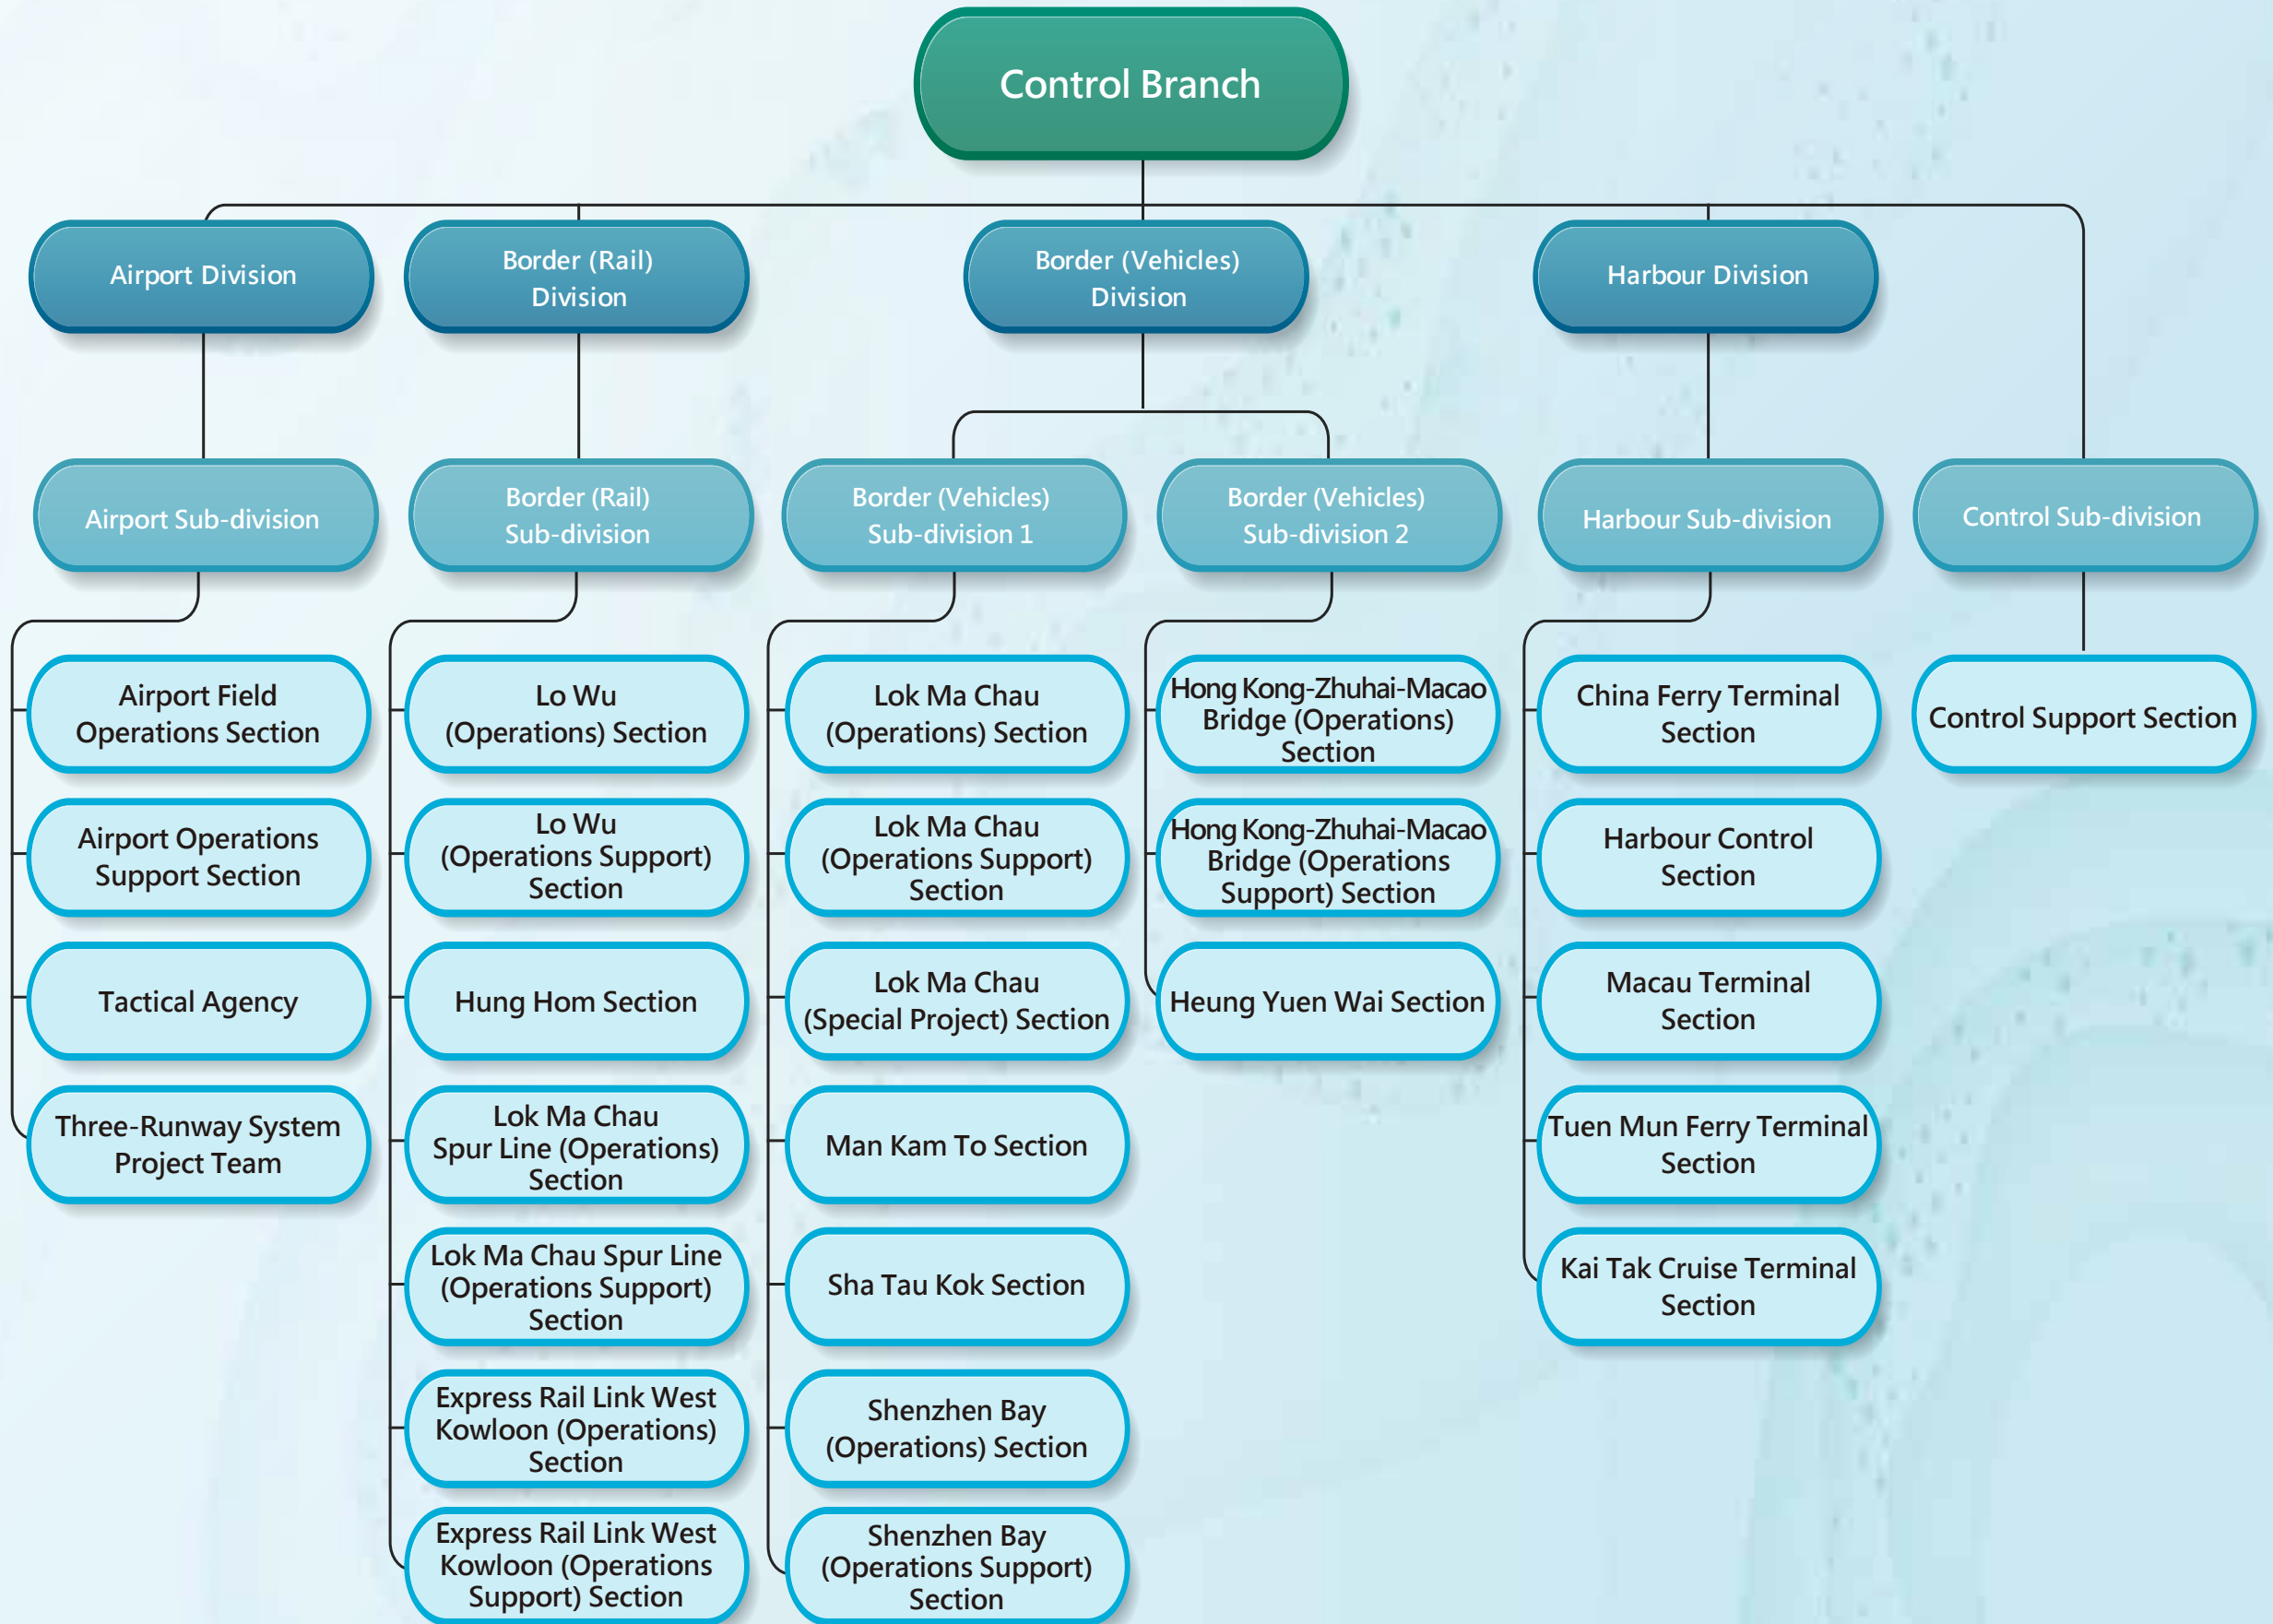 Control Branch
Airport Division
Border (Rail)
Division
Border (Vehicles)
Division
Harbour Division
Airport Sub-division
Border (Rail)
Sub-division
Border (Vehicles)
Sub-division 1
Border (Vehicles)
Sub-division 2
Harbour Sub-division
Control Sub-division
Airport Field
Operations Section
Airport Operations
Support Section
Tactical Agency
Three-Runway System
Project Team
Lo Wu
(Operations) Section
Lo Wu
(Operations Support)
Section
Hung Hom Section
Lok Ma Chau
Spur Line (Operations)
Section
Lok Ma Chau Spur Line
(Operations Support)
Section
Express Rail Link West
Kowloon (Operations)
Section
Express Rail Link West
Kowloon (Operations
Support) Section
Lok Ma Chau
(Operations) Section
Lok Ma Chau
(Operations Support)
Section
Lok Ma Chau
(Special Project) Section
Man Kam To Section
Sha Tau Kok Section
Shenzhen Bay
(Operations) Section
Shenzhen Bay
(Operations Support)
Section
Hong Kong-Zhuhai-Macao
Bridge (Operations)
Section
Hong Kong-Zhuhai-Macao
Bridge (Operations
Support) Section
Heung Yuen Wai Section
China Ferry Terminal
Section
Harbour Control
Section
Macau Terminal
Section
Tuen Mun Ferry Terminal
Section
Kai Tak Cruise Terminal
Section
Control Support Section